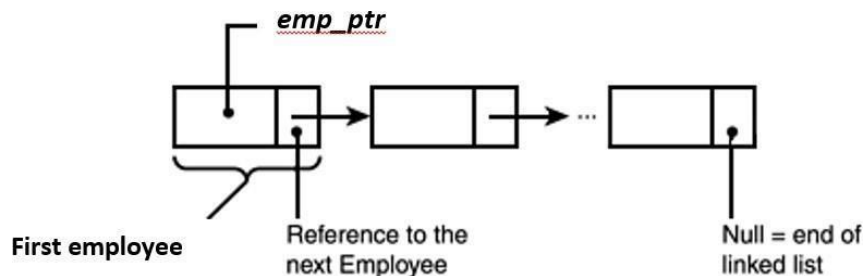 emp_ptr
...
First employee
Reference to the
next Employee
Null = end of
linked list